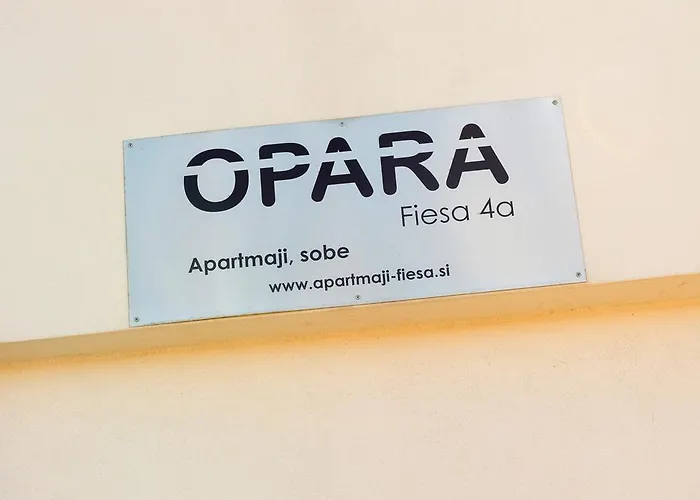 OPARA
Fiesa 4a
Apartmaji, sobe
www.apartmaji-fiesa.si